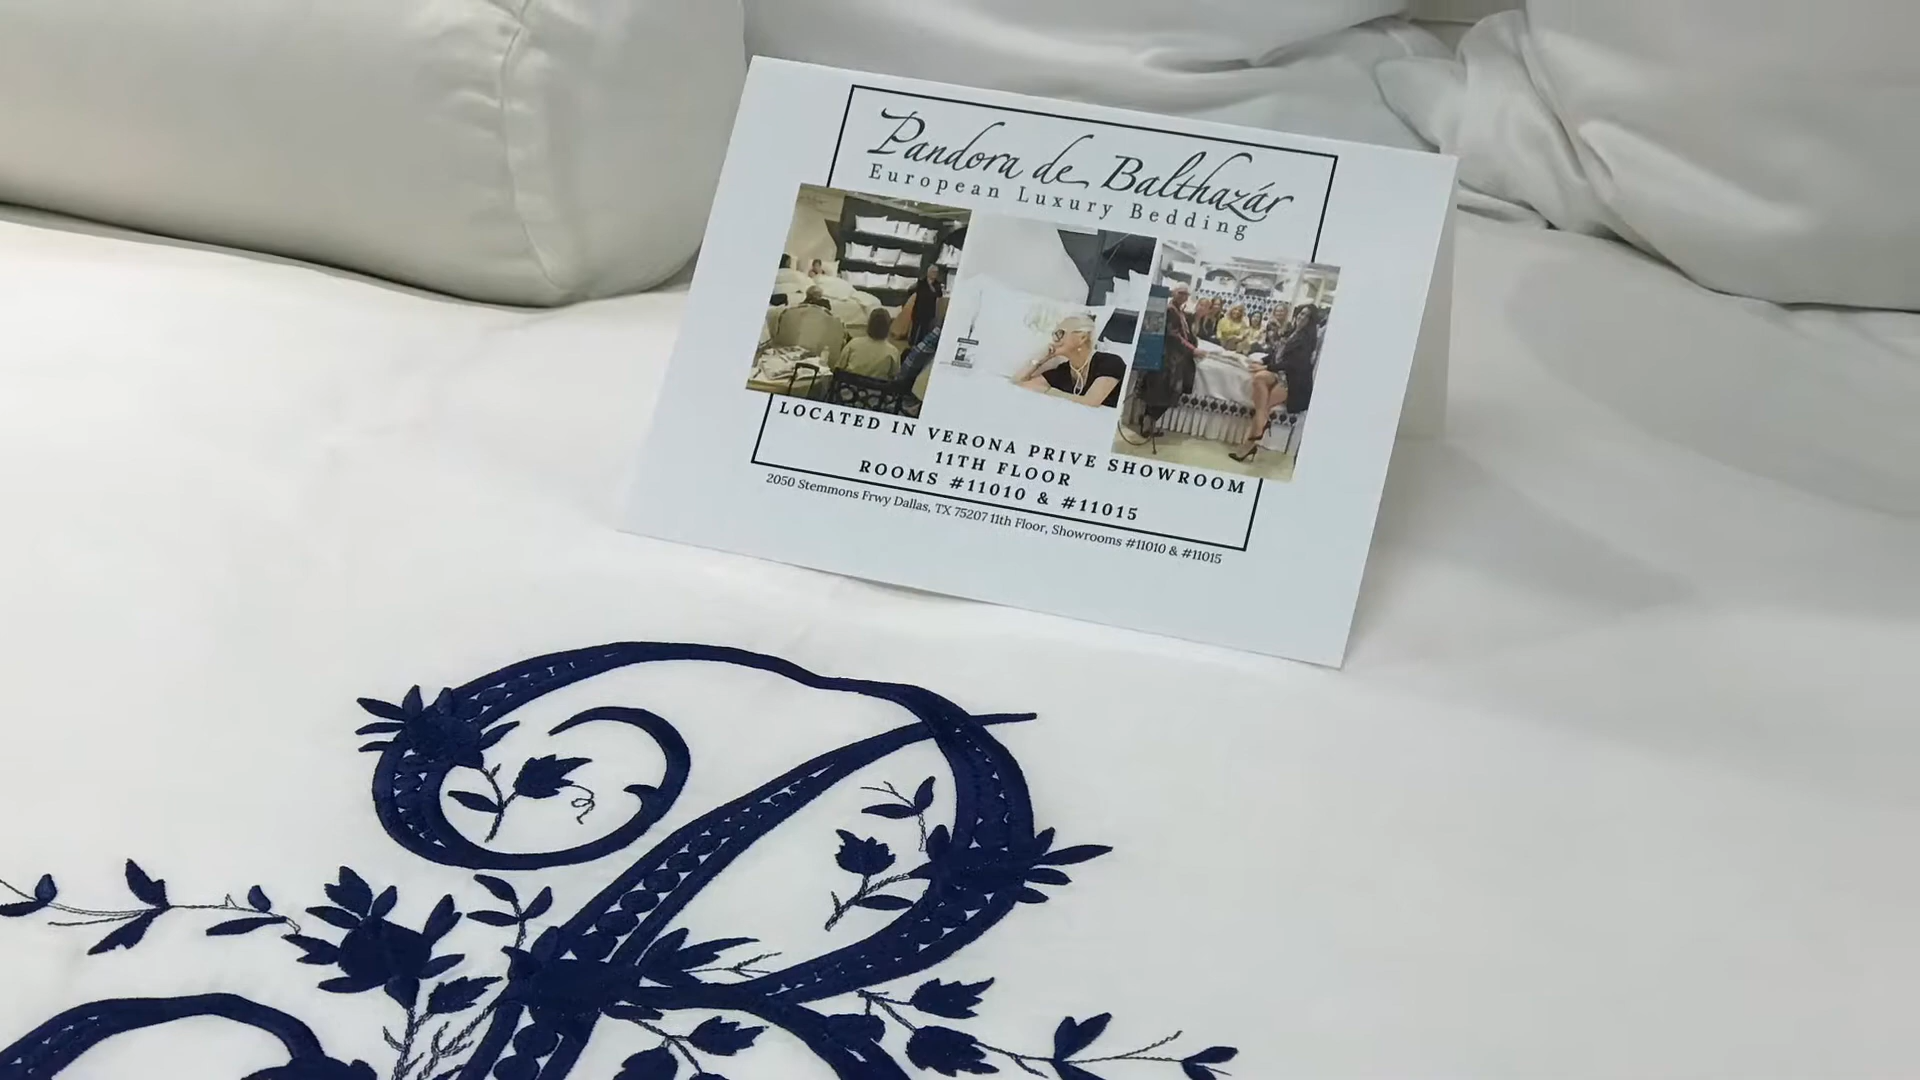 Pandora de Balthazár
European Luxury Bedding
LOCATED IN VERONA PRIVE SHOWROOM
11TH FLOOR
ROOMS #11010 & #11015
2050 Stemmons Frwy Dallas, TX 75207 11th Floor, Showrooms #11010 & #11015